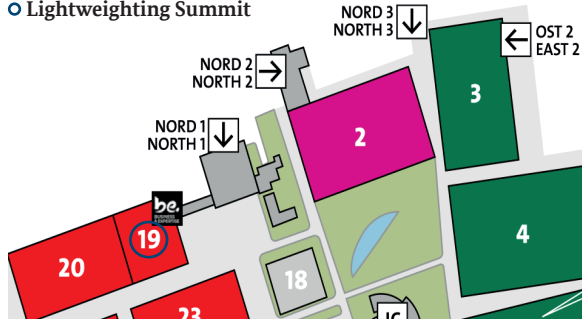 Lightweighting Summit
NORD 3
NORTH 3
OST 2
EAST 2
3
NORD 2
NORTH 2
2
NORD 1
NORTH 1
be.
BUSINESS
& EXPERTISE
19
20
4
18
23
IC